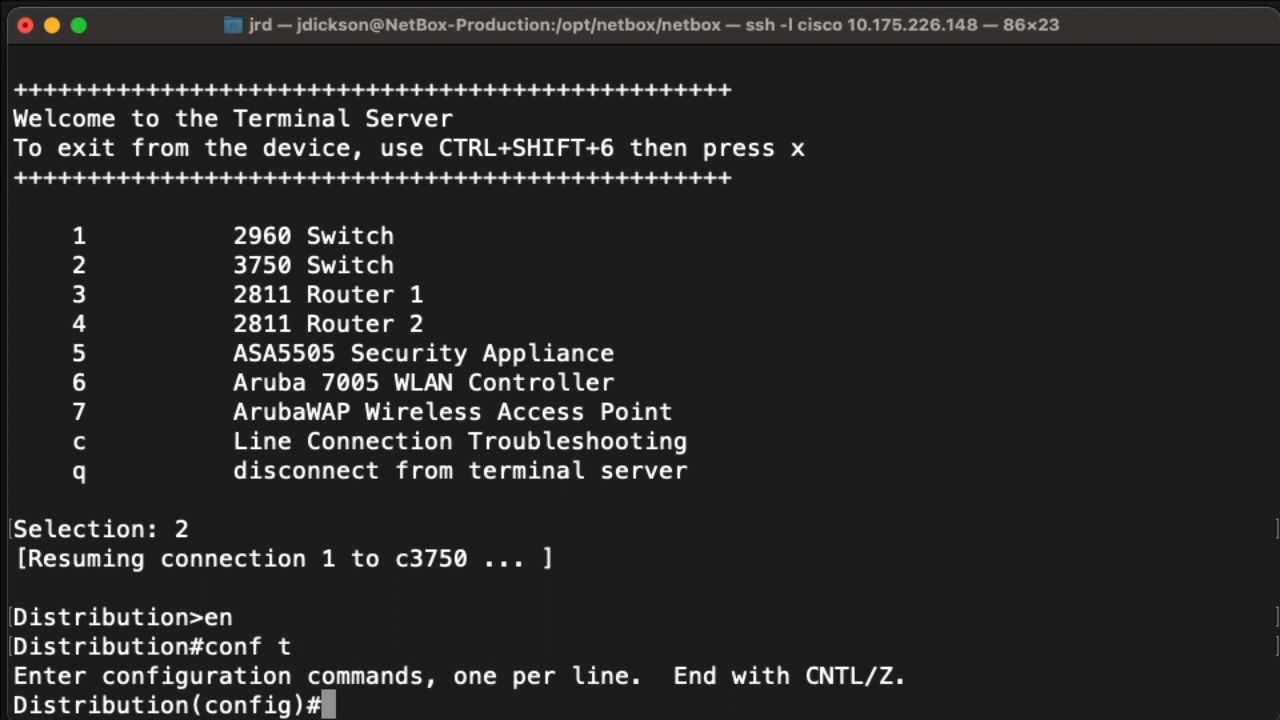 jrd — jdickson@NetBox-Production:/opt/netbox/netbox — ssh -l cisco 10.175.226.148 — 86×23
+++++++++++++++++++++++++++++++++++++++++++++++++
Welcome to the Terminal Server
To exit from the device, use CTRL+SHIFT+6 then press x
+++++++++++++++++++++++++++++++++++++++++++++++++
1 2960 Switch
2 3750 Switch
3 2811 Router 1
4 2811 Router 2
5 ASA5505 Security Appliance
6 Aruba 7005 WLAN Controller
7 ArubaWAP Wireless Access Point
c Line Connection Troubleshooting
q disconnect from terminal server
[Selection: 2 ]
[Resuming connection 1 to c3750 ... ]
[Distribution>en ]
[Distribution#conf t ]
Enter configuration commands, one per line.  End with CNTL/Z.
Distribution(config)#